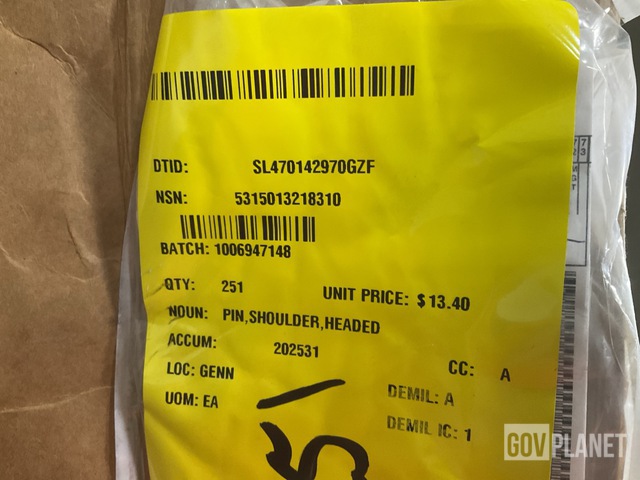 DTID: SL470142970GZF
NSN: 5315013218310
BATCH: 1006947148
QTY: 251 UNIT PRICE: $13.40
NOUN: PIN,SHOULDER,HEADED
ACCUM: 202531
LOC: GENN CC: A
UOM: EA DEMIL: A
DEMIL IC: 1
GOVPLANET